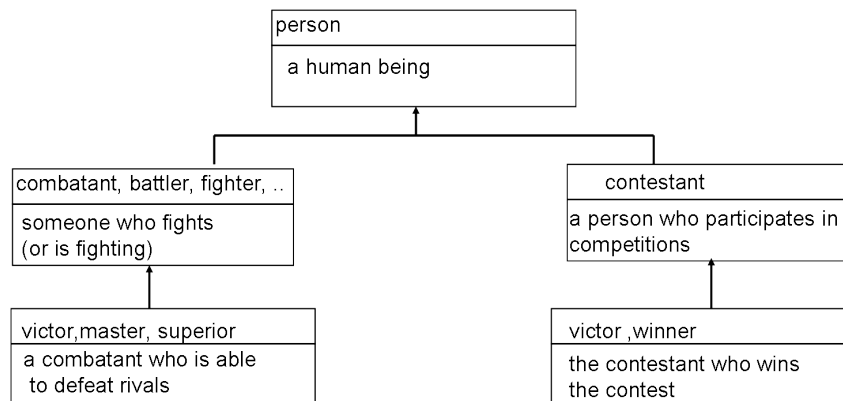 person
a human being
combatant, battler, fighter, ..
someone who fights
(or is fighting)
contestant
a person who participates in
competitions
victor,master, superior
a combatant who is able
to defeat rivals
victor ,winner
the contestant who wins
the contest